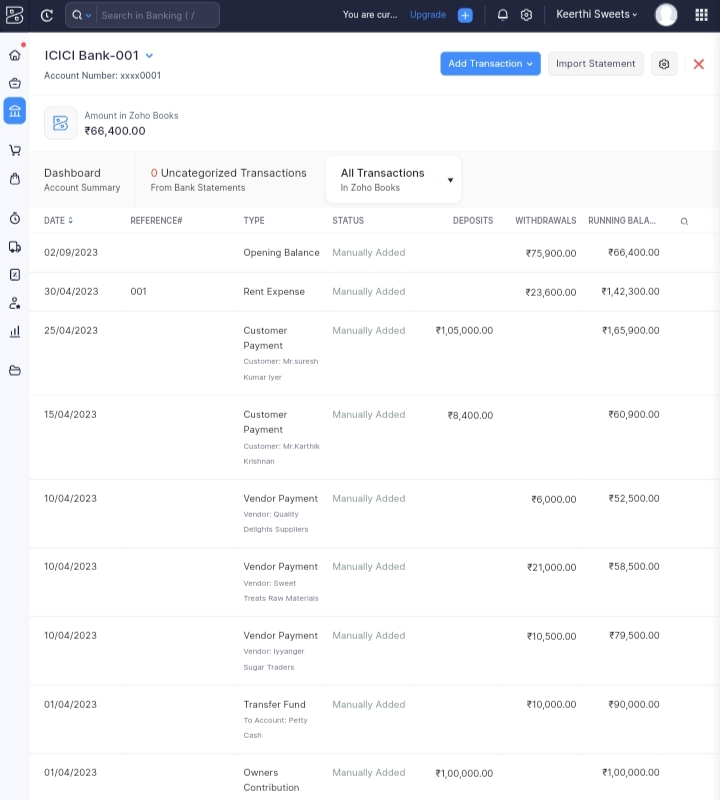 Search in Banking ( /
You are cur... Upgrade
Keerthi Sweets
ICICI Bank-001
Account Number: xxxx0001
Add Transaction
Import Statement
Amount in Zoho Books
₹66,400.00
Dashboard
Account Summary
0 Uncategorized Transactions
From Bank Statements
All Transactions
In Zoho Books
DATE REFERENCE# TYPE STATUS DEPOSITS WITHDRAWALS RUNNING BALA...
02/09/2023 Opening Balance Manually Added ₹75,900.00 ₹66,400.00
30/04/2023 001 Rent Expense Manually Added ₹23,600.00 ₹1,42,300.00
25/04/2023 Customer Manually Added ₹1,05,000.00 ₹1,65,900.00
Payment
Customer: Mr.suresh
Kumar Iyer
15/04/2023 Customer Manually Added ₹8,400.00 ₹60,900.00
Payment
Customer: Mr.Karthik
Krishnan
10/04/2023 Vendor Payment Manually Added ₹6,000.00 ₹52,500.00
Vendor: Quality
Delights Suppliers
10/04/2023 Vendor Payment Manually Added ₹21,000.00 ₹58,500.00
Vendor: Sweet
Treats Raw Materials
10/04/2023 Vendor Payment Manually Added ₹10,500.00 ₹79,500.00
Vendor: Iyyanger
Sugar Traders
01/04/2023 Transfer Fund Manually Added ₹10,000.00 ₹90,000.00
To Account: Petty
Cash
01/04/2023 Owners Manually Added ₹1,00,000.00 ₹1,00,000.00
Contribution